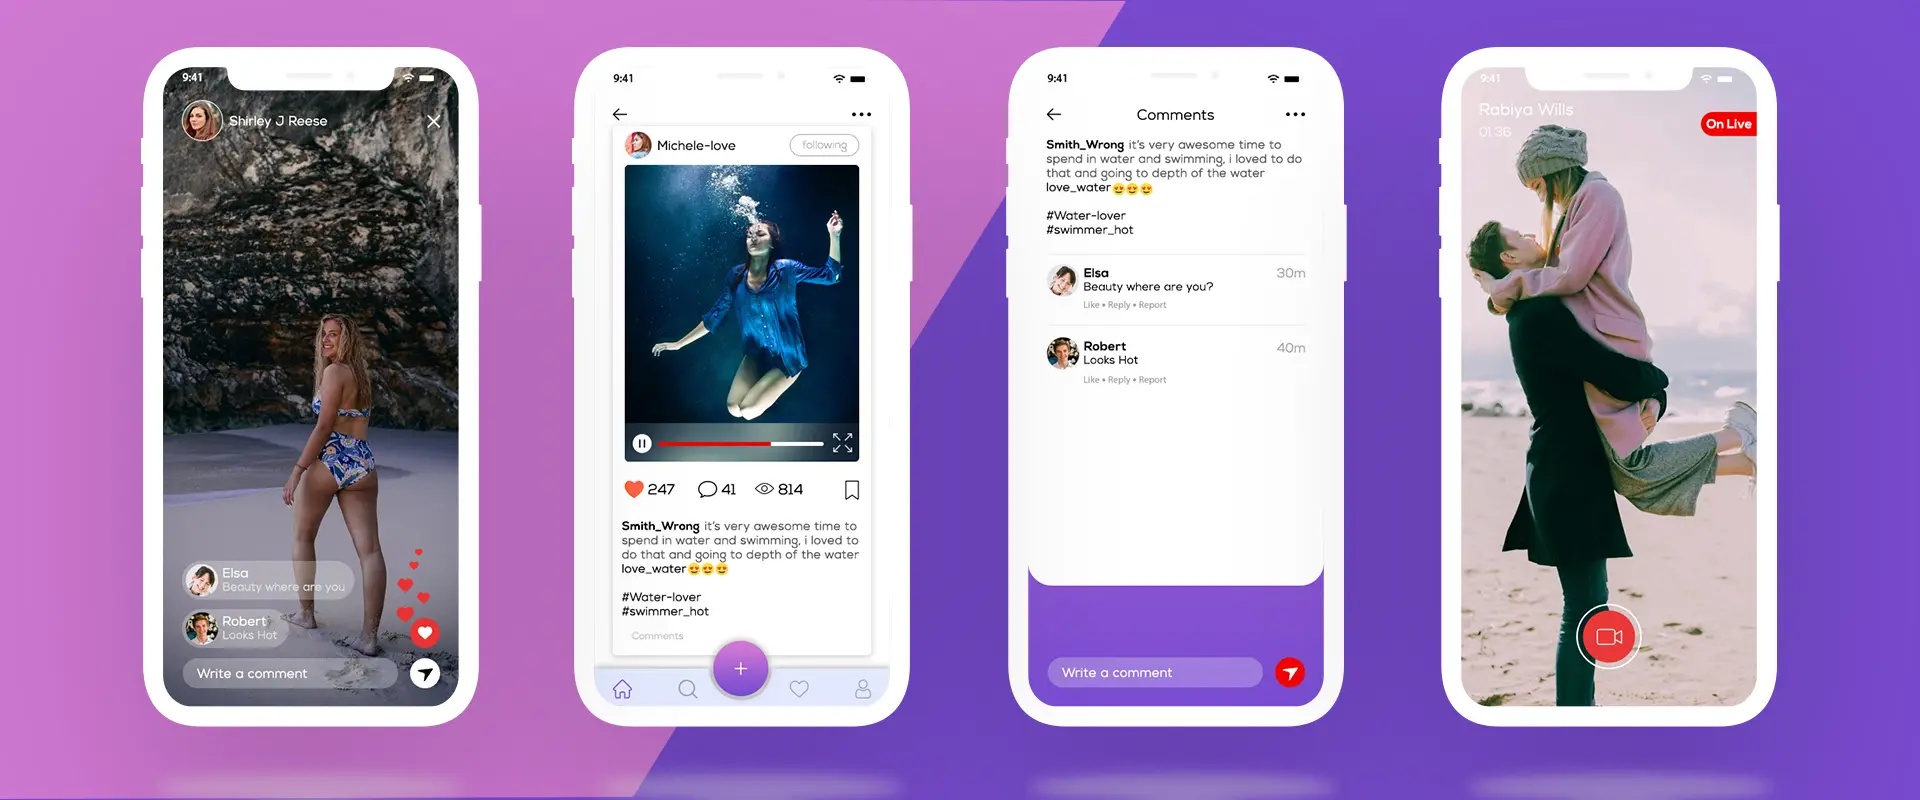 9:41
Shirley J Reese
Elsa
Beauty where are you
Robert
Looks Hot
Write a comment
9:41
Michele-love
following
247
41
814
Smith_Wrong it's very awesome time to
spend in water and swimming, i loved to
do that and going to depth of the water
love_water😍😍😍
#Water-lover
#swimmer_hot
Comments
9:41
Comments
Smith_Wrong it's very awesome time to
spend in water and swimming, i loved to do
that and going to depth of the water
love_water😍😍😍
#Water-lover
#swimmer_hot
Elsa
30m
Beauty where are you?
Like • Reply • Report
Robert
40m
Looks Hot
Like • Reply • Report
Write a comment
9:41
Rabiya Wills
01:36
On Live